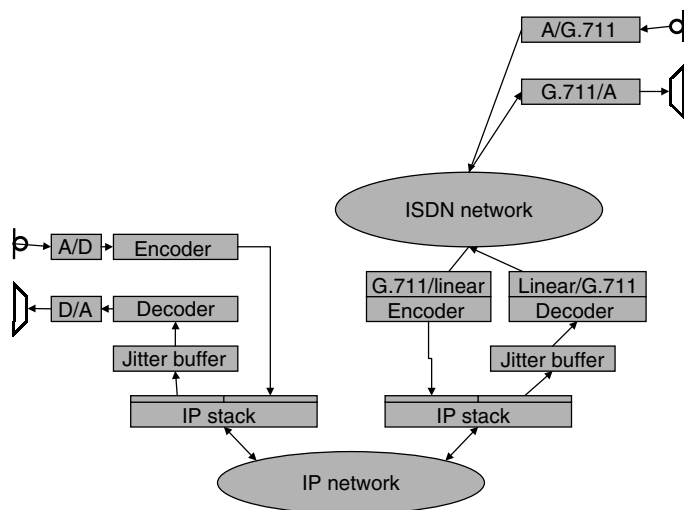 A/G.711
G.711/A
ISDN network
A/D
Encoder
G.711/linear
Linear/G.711
D/A
Decoder
Encoder
Decoder
Jitter buffer
Jitter buffer
IP stack
IP stack
IP network